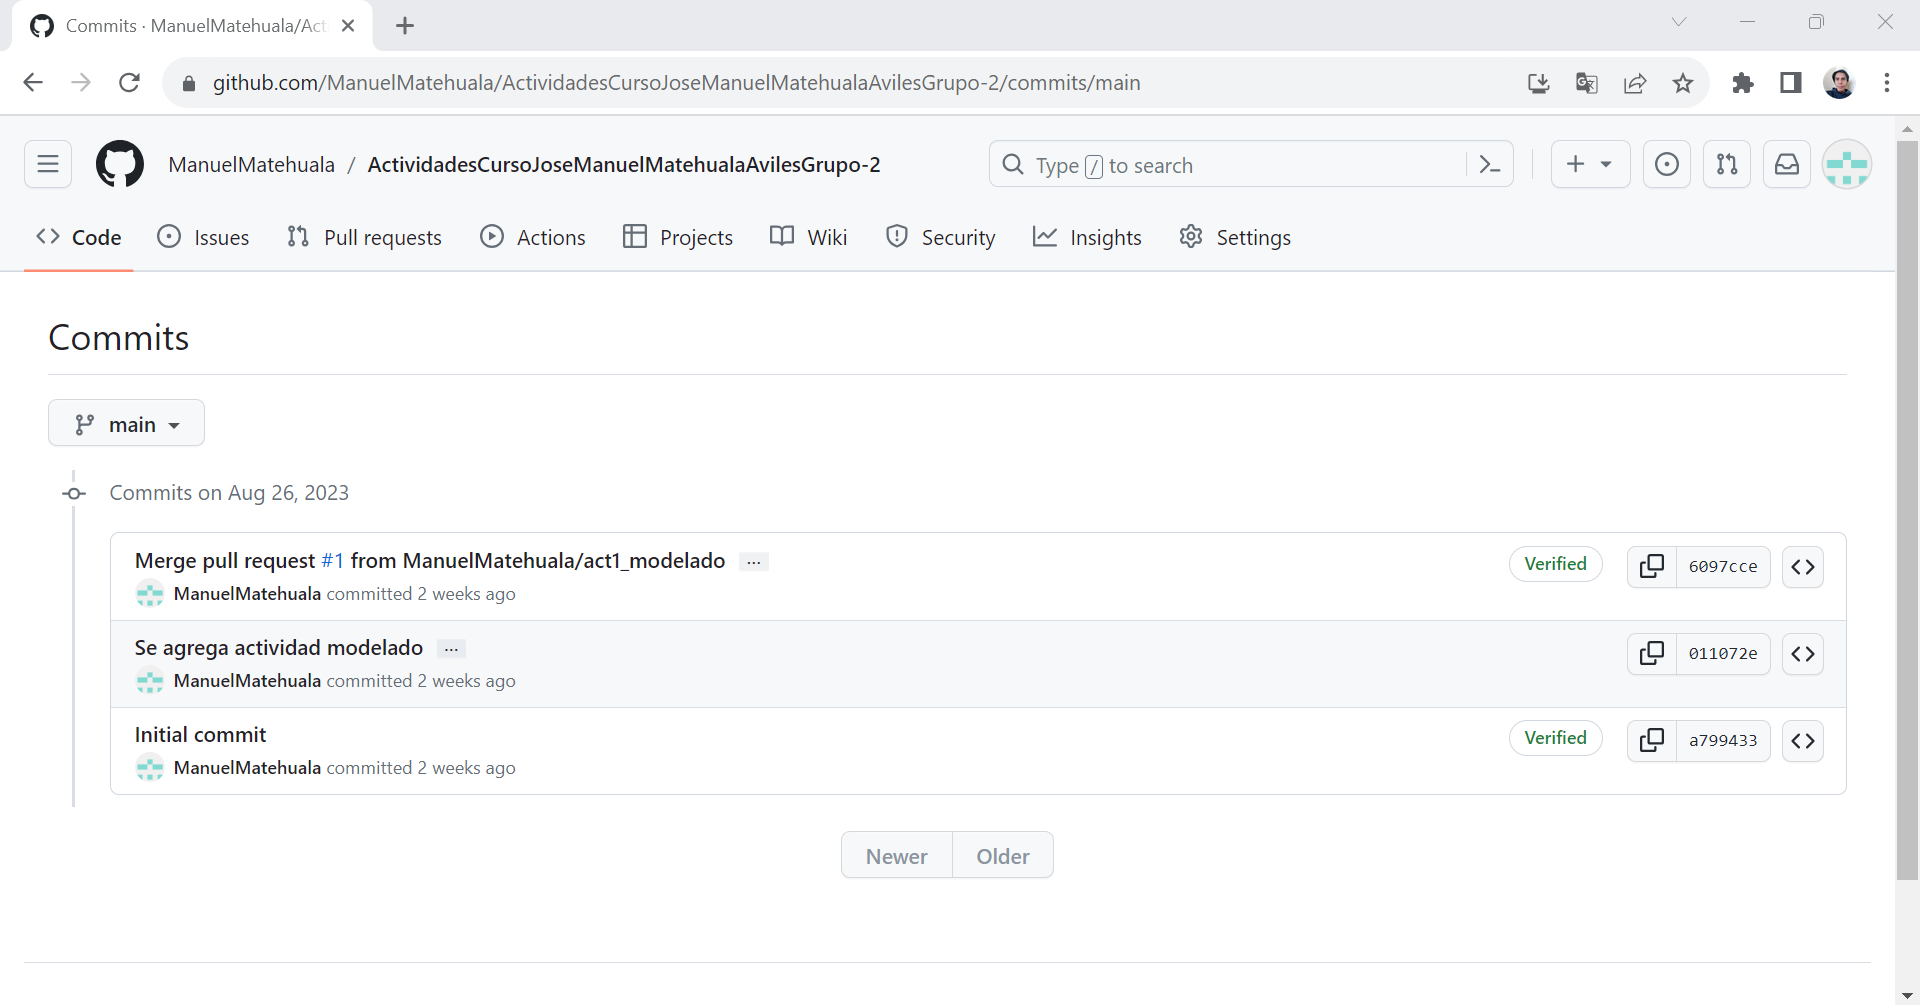 Commits · ManuelMatehuala/Act
github.com/ManuelMatehuala/ActividadesCursoJoseManuelMatehualaAvilesGrupo-2/commits/main
ManuelMatehuala / ActividadesCursoJoseManuelMatehualaAvilesGrupo-2
Type / to search
Code Issues Pull requests Actions Projects Wiki Security Insights Settings
Commits
main
Commits on Aug 26, 2023
Merge pull request #1 from ManuelMatehuala/act1_modelado ...
Verified 6097cce
ManuelMatehuala committed 2 weeks ago
Se agrega actividad modelado ...
011072e
ManuelMatehuala committed 2 weeks ago
Initial commit
Verified a799433
ManuelMatehuala committed 2 weeks ago
Newer Older